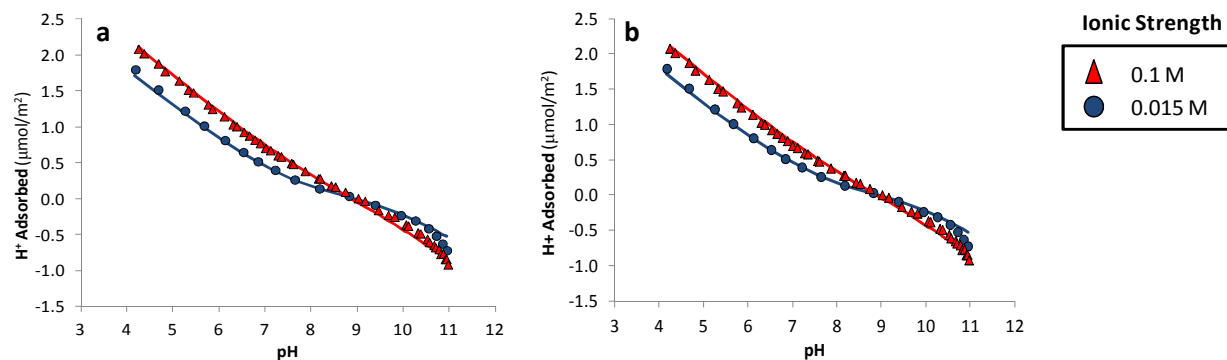 a
H⁺ Adsorbed (μmol/m²)
2.5
2.0
1.5
1.0
0.5
0.0
-0.5
-1.0
-1.5
3 4 5 6 7 8 9 10 11 12
pH
b
H+ Adsorbed (μmol/m²)
2.5
2.0
1.5
1.0
0.5
0.0
-0.5
-1.0
-1.5
3 4 5 6 7 8 9 10 11 12
pH
Ionic Strength
0.1 M
0.015 M